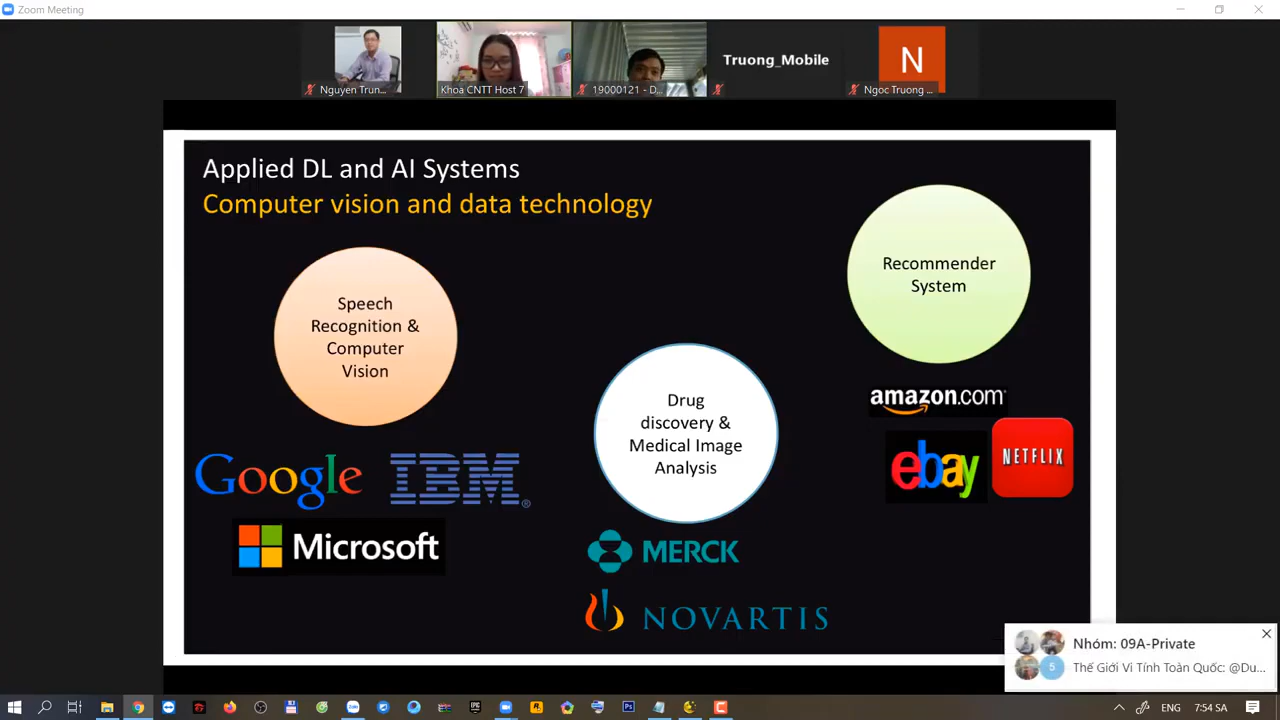 Zoom Meeting
Nguyen Trun...
Khoa CNTT Host 7
19000121 - D...
Truong_Mobile
N
Ngoc Truong ...
Applied DL and AI Systems
Computer vision and data technology
Speech
Recognition &
Computer
Vision
Google
IBM®
Microsoft
Drug
discovery &
Medical Image
Analysis
MERCK
NOVARTIS
Recommender
System
amazon.com
ebay
NETFLIX
Nhóm: 09A-Private
5
Thế Giới Vi Tính Toàn Quốc: @Du...
ENG
7:54 SA